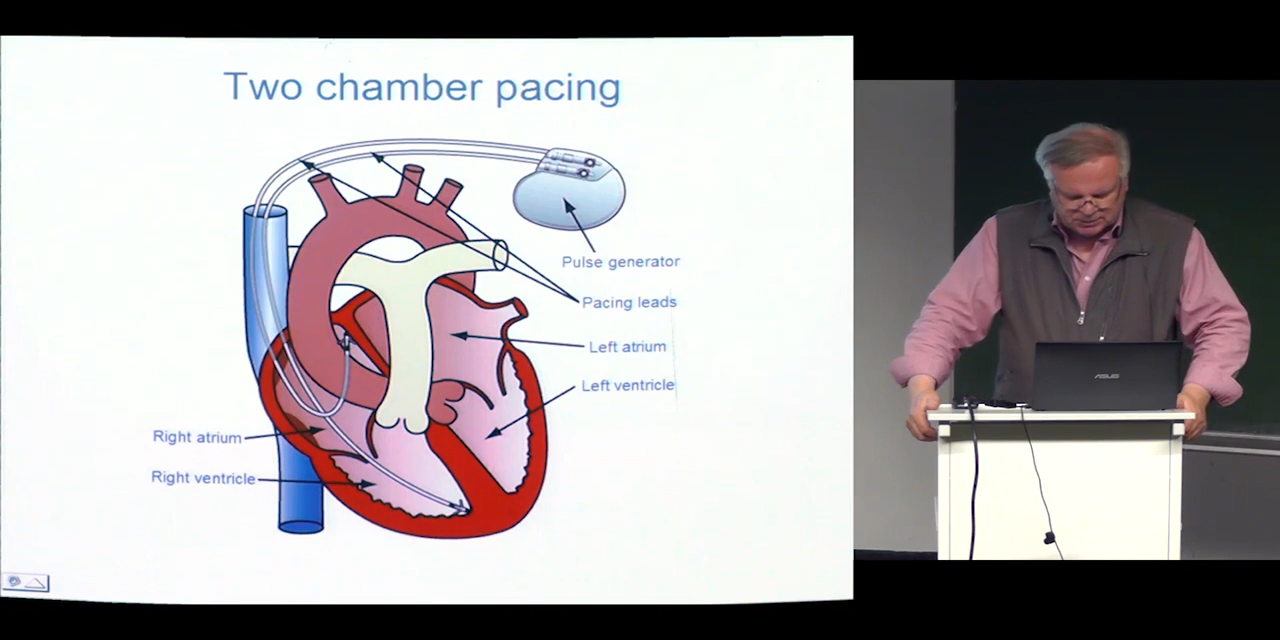 Two chamber pacing
Pulse generator
Pacing leads
Left atrium
Left ventricle
Right atrium
Right ventricle
ASUS